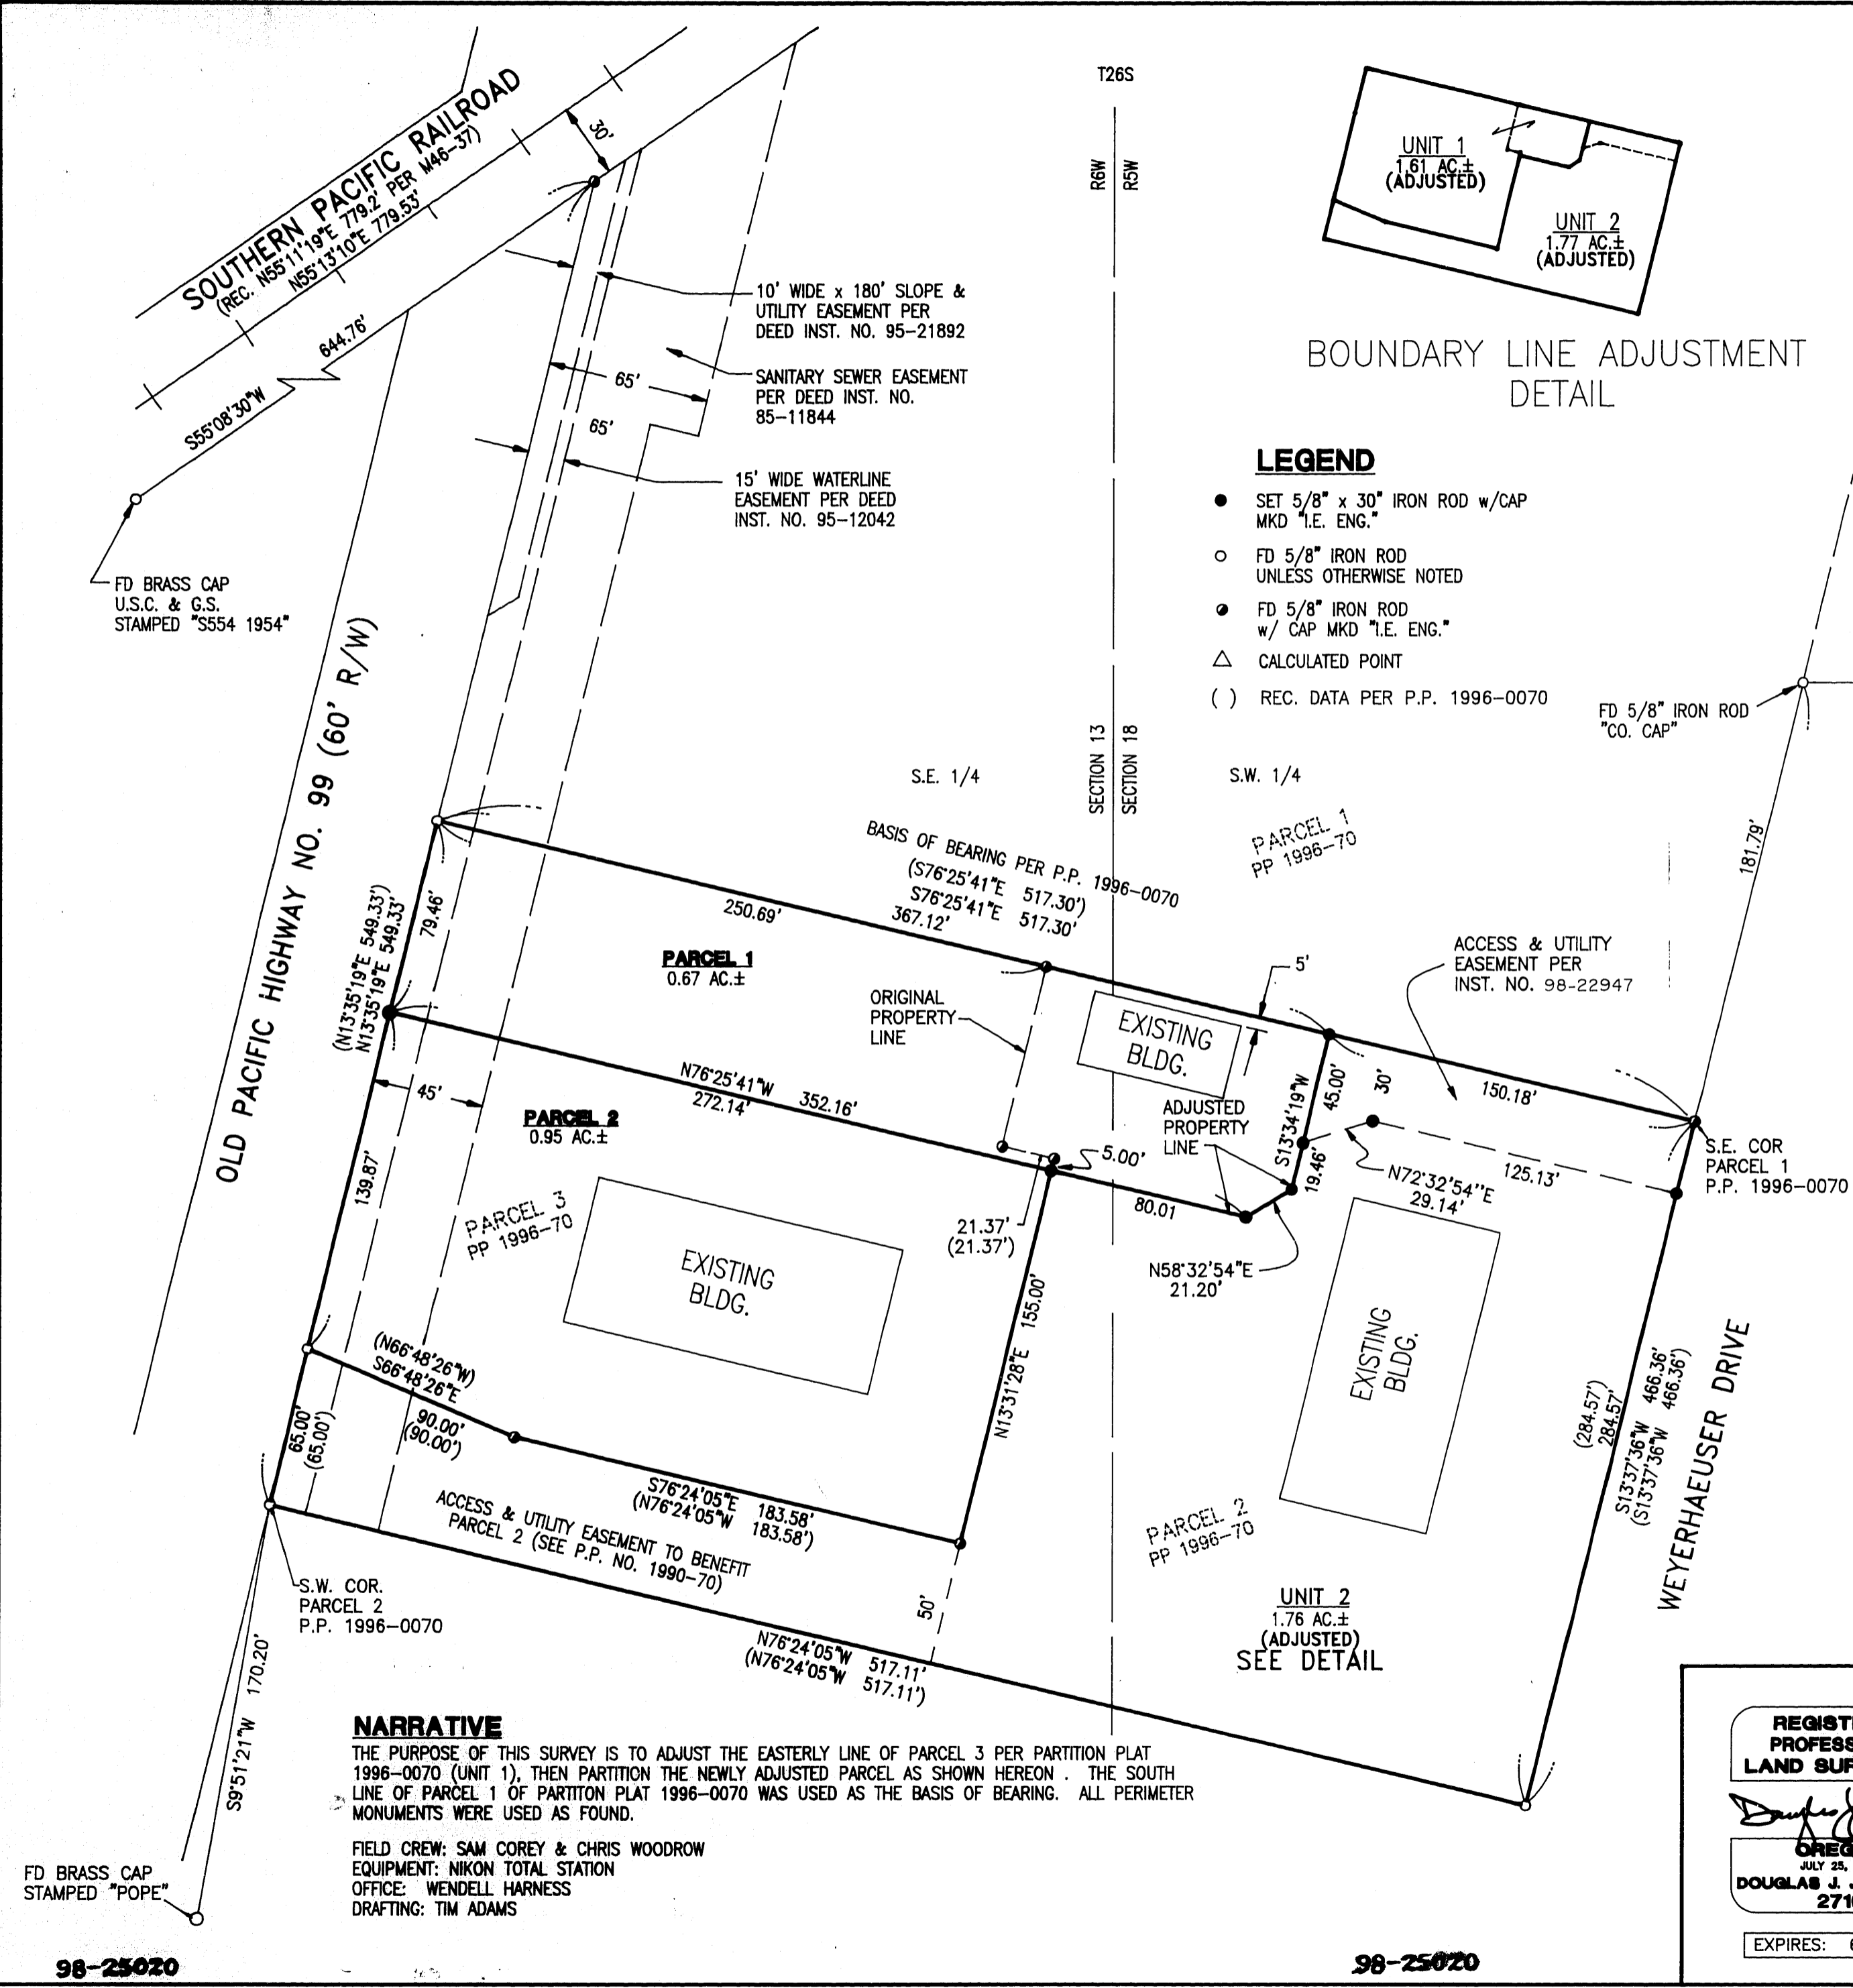 T26S
R6W
R5W
SOUTHERN PACIFIC RAILROAD
(REC. N55°11'19"E 779.2' PER M46-37)
N55°13'10"E 779.53'
30'
644.76'
S55°08'30"W
FD BRASS CAP
U.S.C. & G.S.
STAMPED "S554 1954"
10' WIDE x 180' SLOPE &
UTILITY EASEMENT PER
DEED INST. NO. 95-21892
65'
SANITARY SEWER EASEMENT
PER DEED INST. NO.
85-11844
65'
15' WIDE WATERLINE
EASEMENT PER DEED
INST. NO. 95-12042
UNIT 1
1.61 AC.±
(ADJUSTED)
UNIT 2
1.77 AC.±
(ADJUSTED)
BOUNDARY LINE ADJUSTMENT
DETAIL
LEGEND
SET 5/8" x 30" IRON ROD w/CAP
MKD "I.E. ENG."
FD 5/8" IRON ROD
UNLESS OTHERWISE NOTED
FD 5/8" IRON ROD
w/ CAP MKD "I.E. ENG."
CALCULATED POINT
( ) REC. DATA PER P.P. 1996-0070
FD 5/8" IRON ROD
"CO. CAP"
181.79'
SECTION 13
SECTION 18
S.E. 1/4
S.W. 1/4
PARCEL 1
PP 1996-70
OLD PACIFIC HIGHWAY NO. 99 (60' R/W)
BASIS OF BEARING PER P.P. 1996-0070
(S76°25'41"E 517.30')
S76°25'41"E 517.30'
367.12'
250.69'
79.46'
(N13°35'19"E 549.33')
N13°35'19"E 549.33'
PARCEL 1
0.67 AC.±
ORIGINAL
PROPERTY
LINE
EXISTING
BLDG.
5'
ACCESS & UTILITY
EASEMENT PER
INST. NO. 98-22947
150.18'
30'
45.00'
S13°34'19"W
19.46'
ADJUSTED
PROPERTY
LINE
N72°32'54"E
29.14'
125.13'
S.E. COR
PARCEL 1
P.P. 1996-0070
45'
N76°25'41"W 352.16'
272.14'
PARCEL 2
0.95 AC.±
139.87'
5.00'
80.01
21.37'
(21.37')
N58°32'54"E
21.20'
PARCEL 3
PP 1996-70
EXISTING
BLDG.
N13°31'28"E 155.00'
EXISTING
BLDG.
(284.57')
284.57'
S13°37'36"W 466.36'
(S13°37'36"W 466.36')
WEYERHAEUSER DRIVE
(N66°48'26"W)
S66°48'26"E
90.00'
(90.00')
65.00'
(65.00')
S76°24'05"E 183.58'
(N76°24'05"W 183.58')
ACCESS & UTILITY EASEMENT TO BENEFIT
PARCEL 2 (SEE P.P. NO. 1990-70)
50'
PARCEL 2
PP 1996-70
UNIT 2
1.76 AC.±
(ADJUSTED)
SEE DETAIL
S.W. COR.
PARCEL 2
P.P. 1996-0070
N76°24'05"W 517.11'
(N76°24'05"W 517.11')
S9°51'21"W 170.20'
FD BRASS CAP
STAMPED "POPE"
NARRATIVE
THE PURPOSE OF THIS SURVEY IS TO ADJUST THE EASTERLY LINE OF PARCEL 3 PER PARTITION PLAT
1996-0070 (UNIT 1), THEN PARTITION THE NEWLY ADJUSTED PARCEL AS SHOWN HEREON . THE SOUTH
LINE OF PARCEL 1 OF PARTITON PLAT 1996-0070 WAS USED AS THE BASIS OF BEARING. ALL PERIMETER
MONUMENTS WERE USED AS FOUND.
FIELD CREW: SAM COREY & CHRIS WOODROW
EQUIPMENT: NIKON TOTAL STATION
OFFICE: WENDELL HARNESS
DRAFTING: TIM ADAMS
REGIST
PROFESS
LAND SUR
OREG
JULY 25,
DOUGLAS J.
271
EXPIRES:
98-25020
98-25020